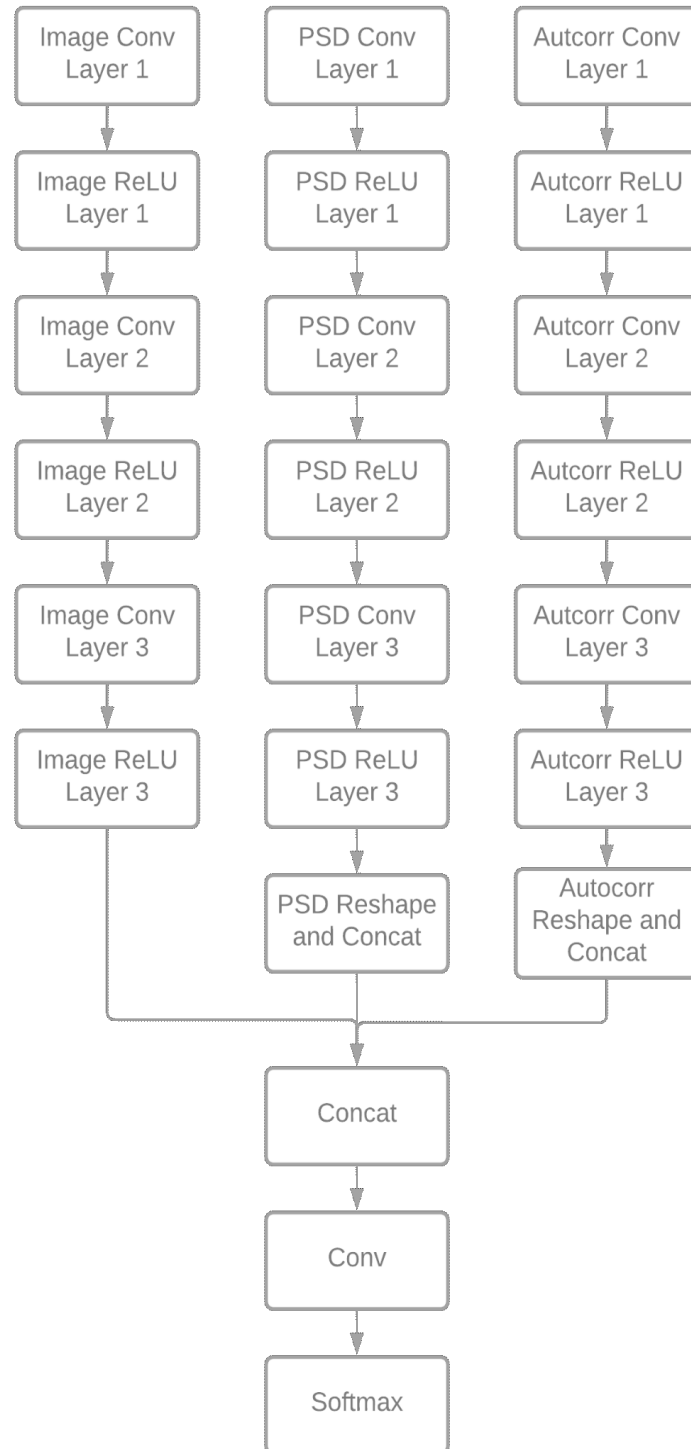 Image Conv
Layer 1
PSD Conv
Layer 1
Autcorr Conv
Layer 1
Image ReLU
Layer 1
PSD ReLU
Layer 1
Autcorr ReLU
Layer 1
Image Conv
Layer 2
PSD Conv
Layer 2
Autcorr Conv
Layer 2
Image ReLU
Layer 2
PSD ReLU
Layer 2
Autcorr ReLU
Layer 2
Image Conv
Layer 3
PSD Conv
Layer 3
Autcorr Conv
Layer 3
Image ReLU
Layer 3
PSD ReLU
Layer 3
Autcorr ReLU
Layer 3
PSD Reshape
and Concat
Autocorr
Reshape and
Concat
Concat
Conv
Softmax